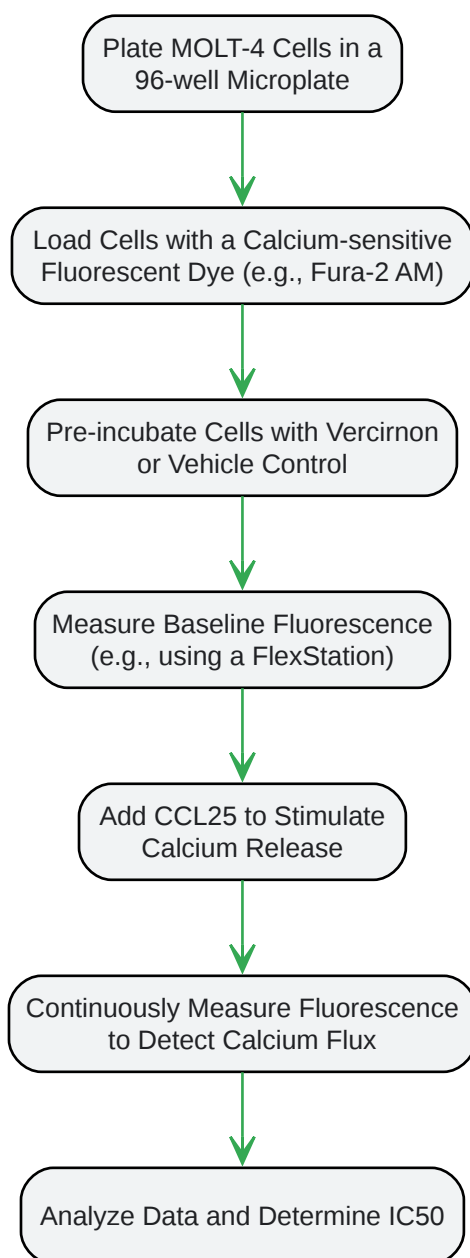 Plate MOLT-4 Cells in a
96-well Microplate
Load Cells with a Calcium-sensitive
Fluorescent Dye (e.g., Fura-2 AM)
Pre-incubate Cells with Vercirnon
or Vehicle Control
Measure Baseline Fluorescence
(e.g., using a FlexStation)
Add CCL25 to Stimulate
Calcium Release
Continuously Measure Fluorescence
to Detect Calcium Flux
Analyze Data and Determine IC50